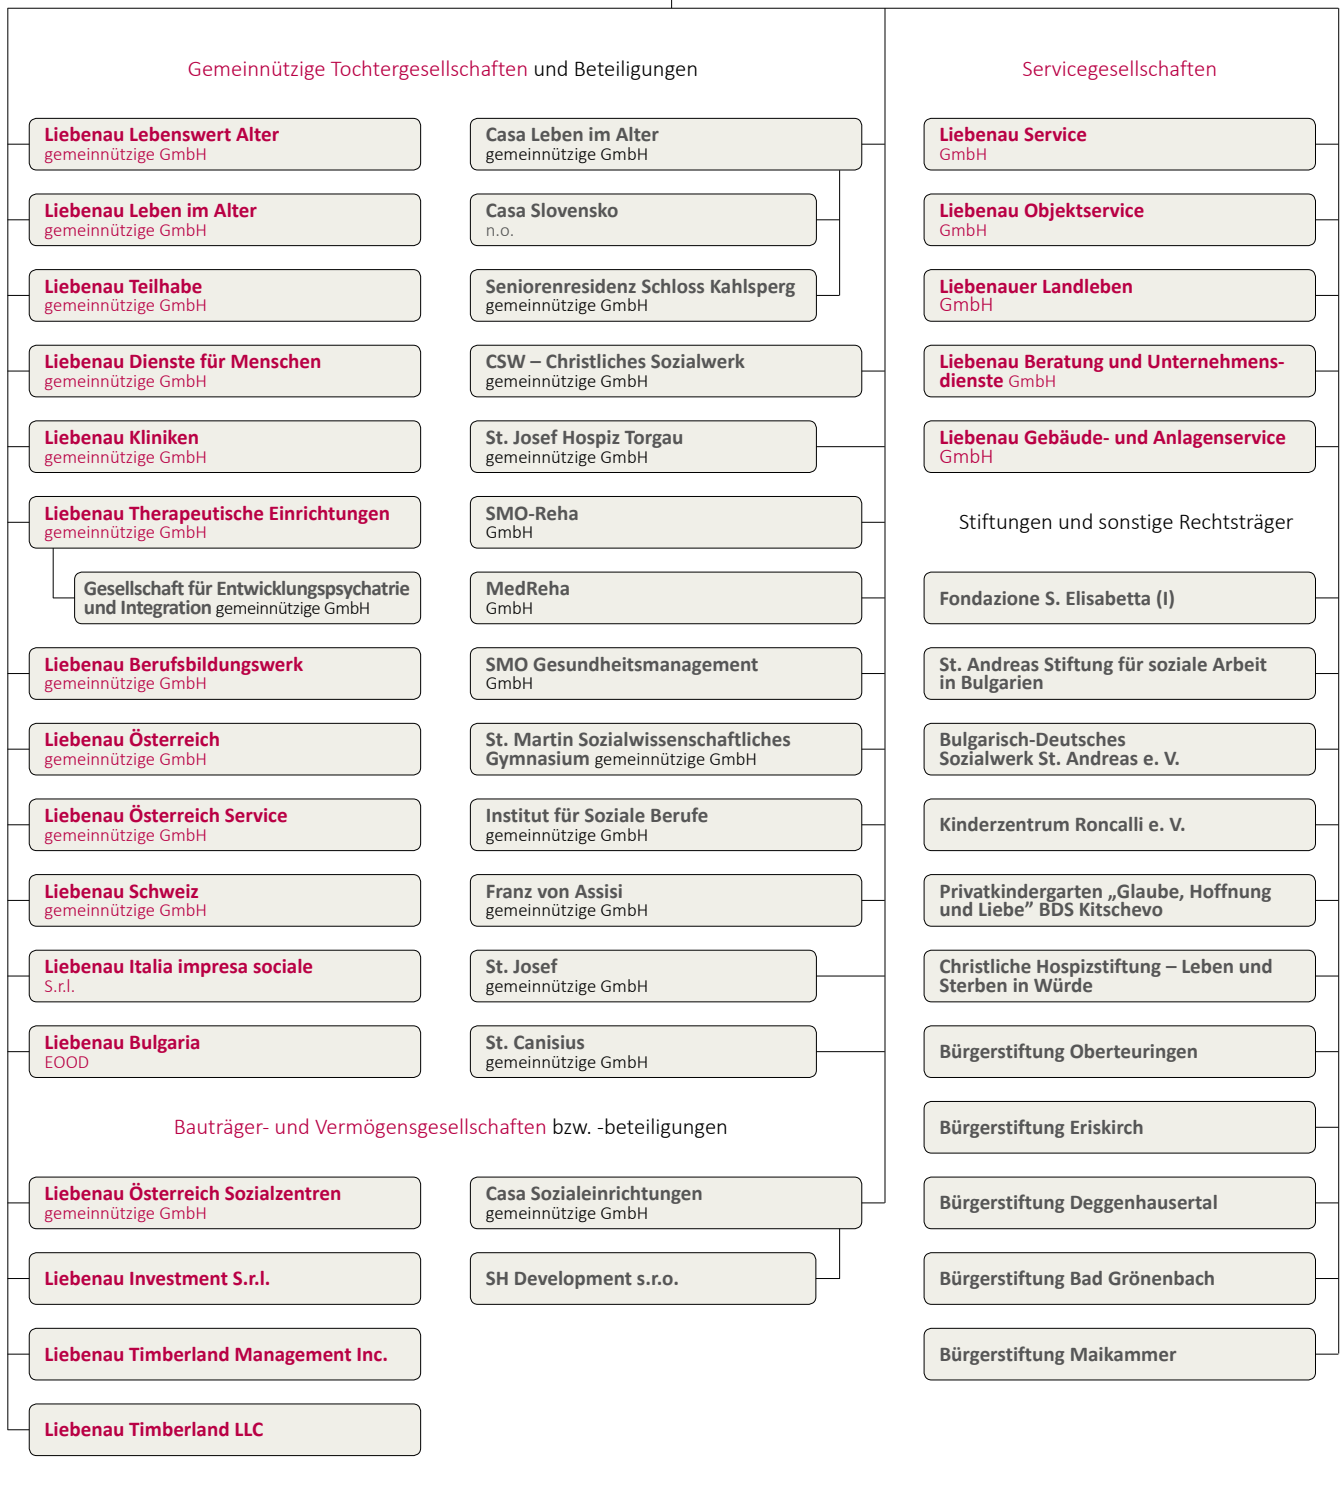 Gemeinnützige Tochtergesellschaften und Beteiligungen
Liebenau Lebenswert Alter
gemeinnützige GmbH
Liebenau Leben im Alter
gemeinnützige GmbH
Liebenau Teilhabe
gemeinnützige GmbH
Liebenau Dienste für Menschen
gemeinnützige GmbH
Liebenau Kliniken
gemeinnützige GmbH
Liebenau Therapeutische Einrichtungen
gemeinnützige GmbH
Gesellschaft für Entwicklungspsychatrie
und Integration gemeinnützige GmbH
Liebenau Berufsbildungswerk
gemeinnützige GmbH
Liebenau Österreich
gemeinnützige GmbH
Liebenau Österreich Service
gemeinnützige GmbH
Liebenau Schweiz
gemeinnützige GmbH
Liebenau Italia impresa sociale
S.r.l.
Liebenau Bulgaria
EOOD
Casa Leben im Alter
gemeinnützige GmbH
Casa Slovensko
n.o.
Seniorenresidenz Schloss Kahlsperg
gemeinnützige GmbH
CSW – Christliches Sozialwerk
gemeinnützige GmbH
St. Josef Hospiz Torgau
gemeinnützige GmbH
SMO-Reha
GmbH
MedReha
GmbH
SMO Gesundheitsmanagement
GmbH
St. Martin Sozialwissenschaftliches
Gymnasium gemeinnützige GmbH
Institut für Soziale Berufe
gemeinnützige GmbH
Franz von Assisi
gemeinnützige GmbH
St. Josef
gemeinnützige GmbH
St. Canisius
gemeinnützige GmbH
Bauträger- und Vermögensgesellschaften bzw. -beteiligungen
Liebenau Österreich Sozialzentren
gemeinnützige GmbH
Liebenau Investment S.r.l.
Liebenau Timberland Management Inc.
Liebenau Timberland LLC
Casa Sozialeinrichtungen
gemeinnützige GmbH
SH Development s.r.o.
Servicegesellschaften
Liebenau Service
GmbH
Liebenau Objektservice
GmbH
Liebenauer Landleben
GmbH
Liebenau Beratung und Unternehmens-
dienste GmbH
Liebenau Gebäude- und Anlagenservice
GmbH
Stiftungen und sonstige Rechtsträger
Fondazione S. Elisabetta (I)
St. Andreas Stiftung für soziale Arbeit
in Bulgarien
Bulgarisch-Deutsches
Sozialwerk St. Andreas e. V.
Kinderzentrum Roncalli e. V.
Privatkindergarten „Glaube, Hoffnung
und Liebe” BDS Kitschevo
Christliche Hospizstiftung – Leben und
Sterben in Würde
Bürgerstiftung Oberteuringen
Bürgerstiftung Eriskirch
Bürgerstiftung Deggenhausertal
Bürgerstiftung Bad Grönenbach
Bürgerstiftung Maikammer